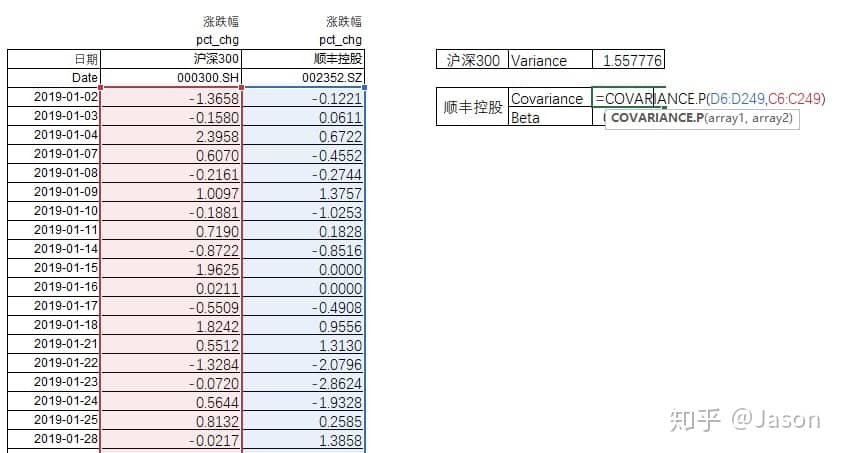 涨跌幅 涨跌幅
pct_chg pct_chg
日期 沪深300 顺丰控股
Date 000300.SH 002352.SZ
2019-01-02 -1.3658 -0.1221
2019-01-03 -0.1580 0.0611
2019-01-04 2.3958 0.6722
2019-01-07 0.6070 -0.4552
2019-01-08 -0.2161 -0.2744
2019-01-09 1.0097 1.3757
2019-01-10 -0.1881 -1.0253
2019-01-11 0.7190 0.1828
2019-01-14 -0.8722 -0.8516
2019-01-15 1.9625 0.0000
2019-01-16 0.0211 0.0000
2019-01-17 -0.5509 -0.4908
2019-01-18 1.8242 0.9556
2019-01-21 0.5512 1.3130
2019-01-22 -1.3284 -2.0796
2019-01-23 -0.0720 -2.8624
2019-01-24 0.5644 -1.9328
2019-01-25 0.8132 0.2585
2019-01-28 -0.0217 1.3858
沪深300 Variance 1.557776
顺丰控股 Covariance =COVARIANCE.P(D6:D249,C6:C249)
Beta
COVARIANCE.P(array1, array2)
知乎 @Jason